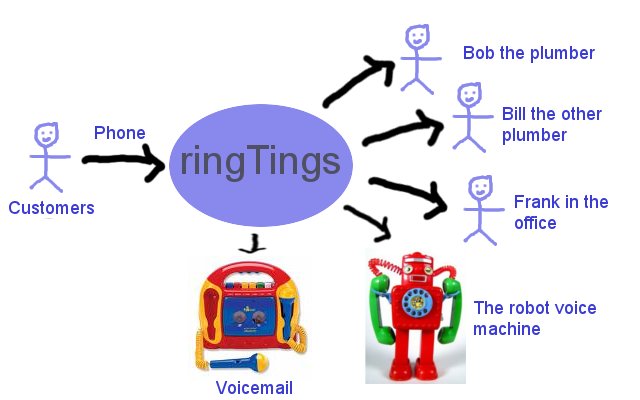 Bob the plumber
Bill the other
plumber
Phone
ringTings
Customers
Frank in the
office
The robot voice
machine
Voicemail